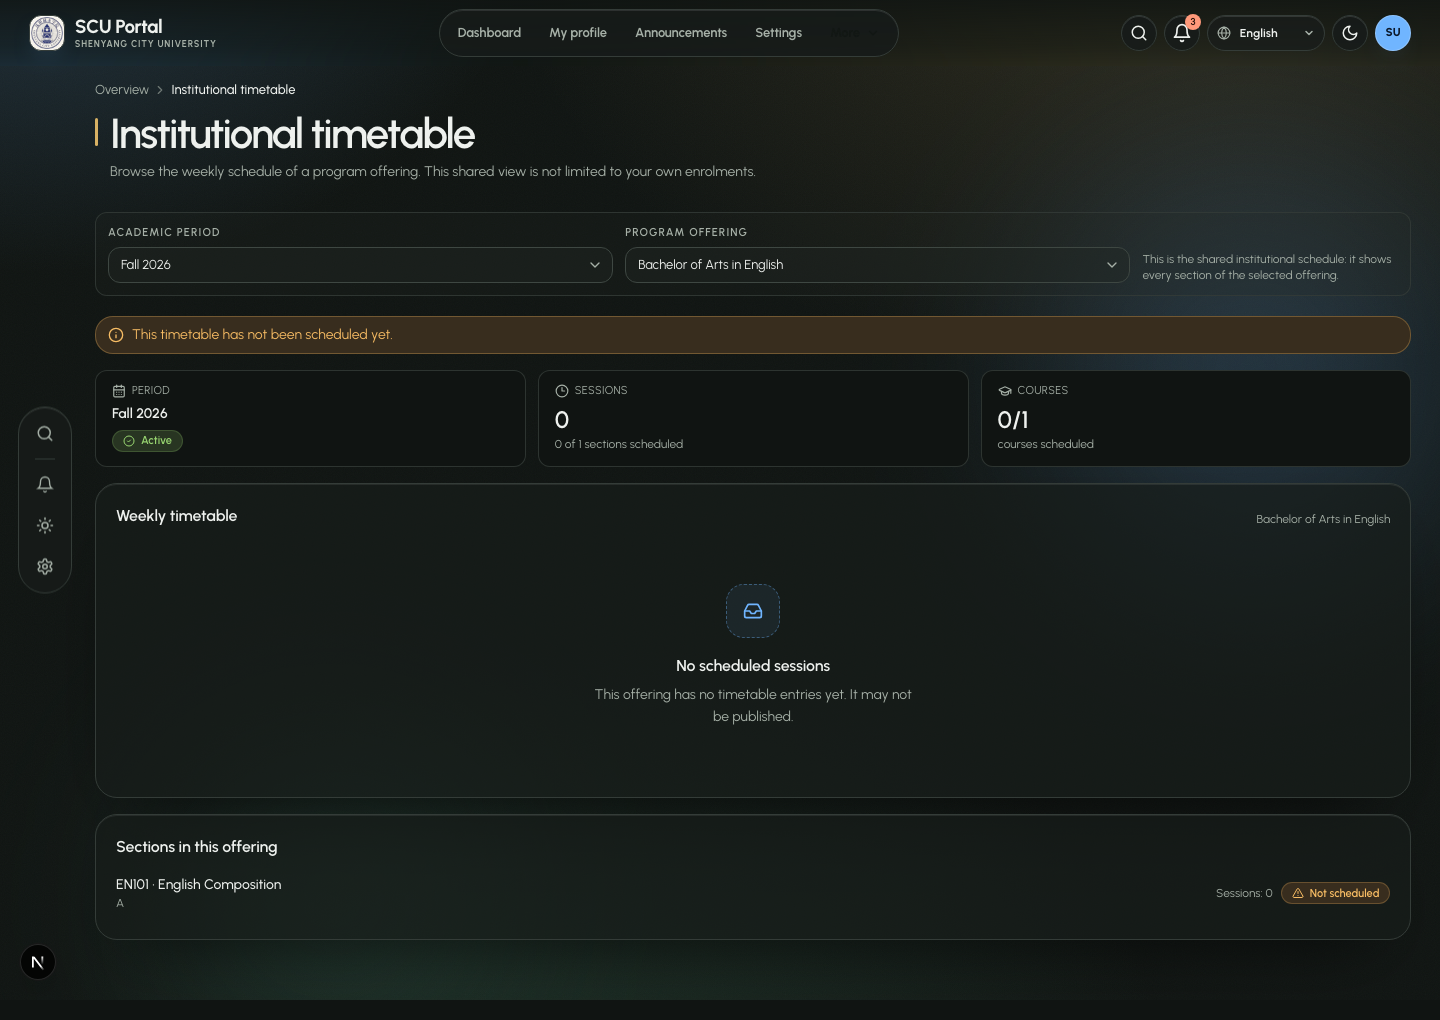 SCU Portal
SHENYANG CITY UNIVERSITY
Dashboard
My profile
Announcements
Settings
More
3
English
SU
Overview
Institutional timetable
Institutional timetable
Browse the weekly schedule of a program offering. This shared view is not limited to your own enrolments.
ACADEMIC PERIOD
Fall 2026
PROGRAM OFFERING
Bachelor of Arts in English
This is the shared institutional schedule: it shows
every section of the selected offering.
This timetable has not been scheduled yet.
PERIOD
Fall 2026
Active
SESSIONS
0
0 of 1 sections scheduled
COURSES
0/1
courses scheduled
Weekly timetable
Bachelor of Arts in English
No scheduled sessions
This offering has no timetable entries yet. It may not
be published.
Sections in this offering
EN101 · English Composition
A
Sessions: 0
Not scheduled
N